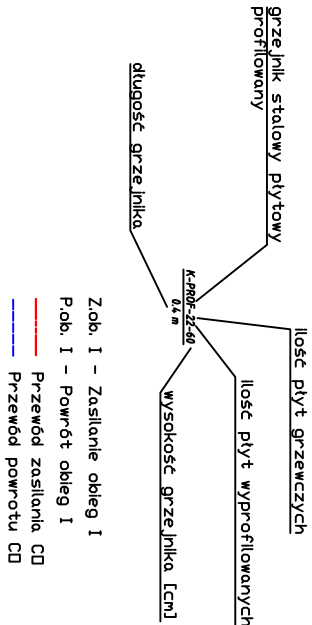 grzejnik stalowy płytowy
profilowany
ilość płyt grzewczych
ilość płyt wyprofilowanych
K-PROF-22-60
0.4 m
długość grzejnika
wysokość grzejnika [cm]
Z.ob. I - Zasilanie obieg I
P.ob. I - Powrót obieg I
Przewód zasilania CO
Przewód powrotu CO